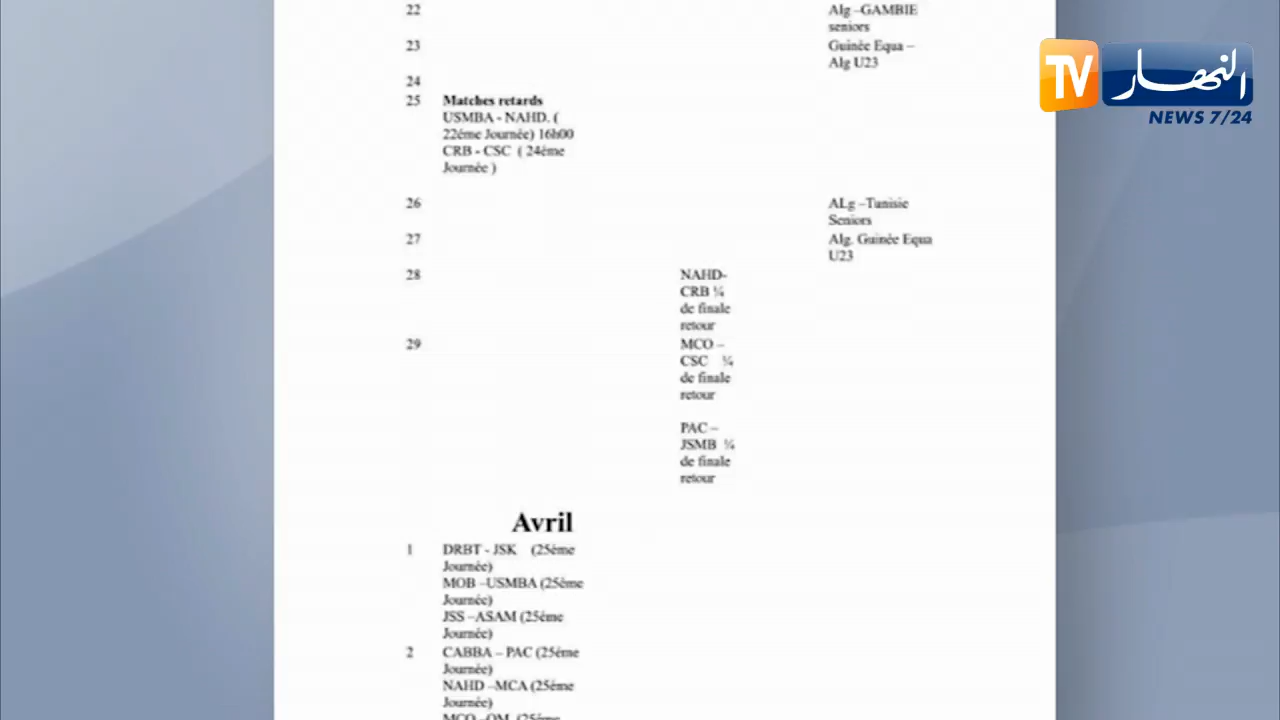 22 Alg –GAMBIE
seniors
23 Guinée Equa –
Alg U23
24
25 Matches retards
USMBA - NAHD. (
22éme Journée) 16h00
CRB - CSC ( 24éme
Journée )
26 ALg –Tunisie
Seniors
27 Alg. Guinée Equa
U23
28 NAHD-
CRB ¼
de finale
retour
29 MCO –
CSC ¼
de finale
retour
PAC –
JSMB ¼
de finale
retour
Avril
1 DRBT - JSK (25éme
Journée)
MOB –USMBA (25éme
Journée)
JSS –ASAM (25éme
Journée)
2 CABBA – PAC (25éme
Journée)
NAHD –MCA (25éme
Journée)
MCO –OM (25éme
TV النهار
NEWS 7/24